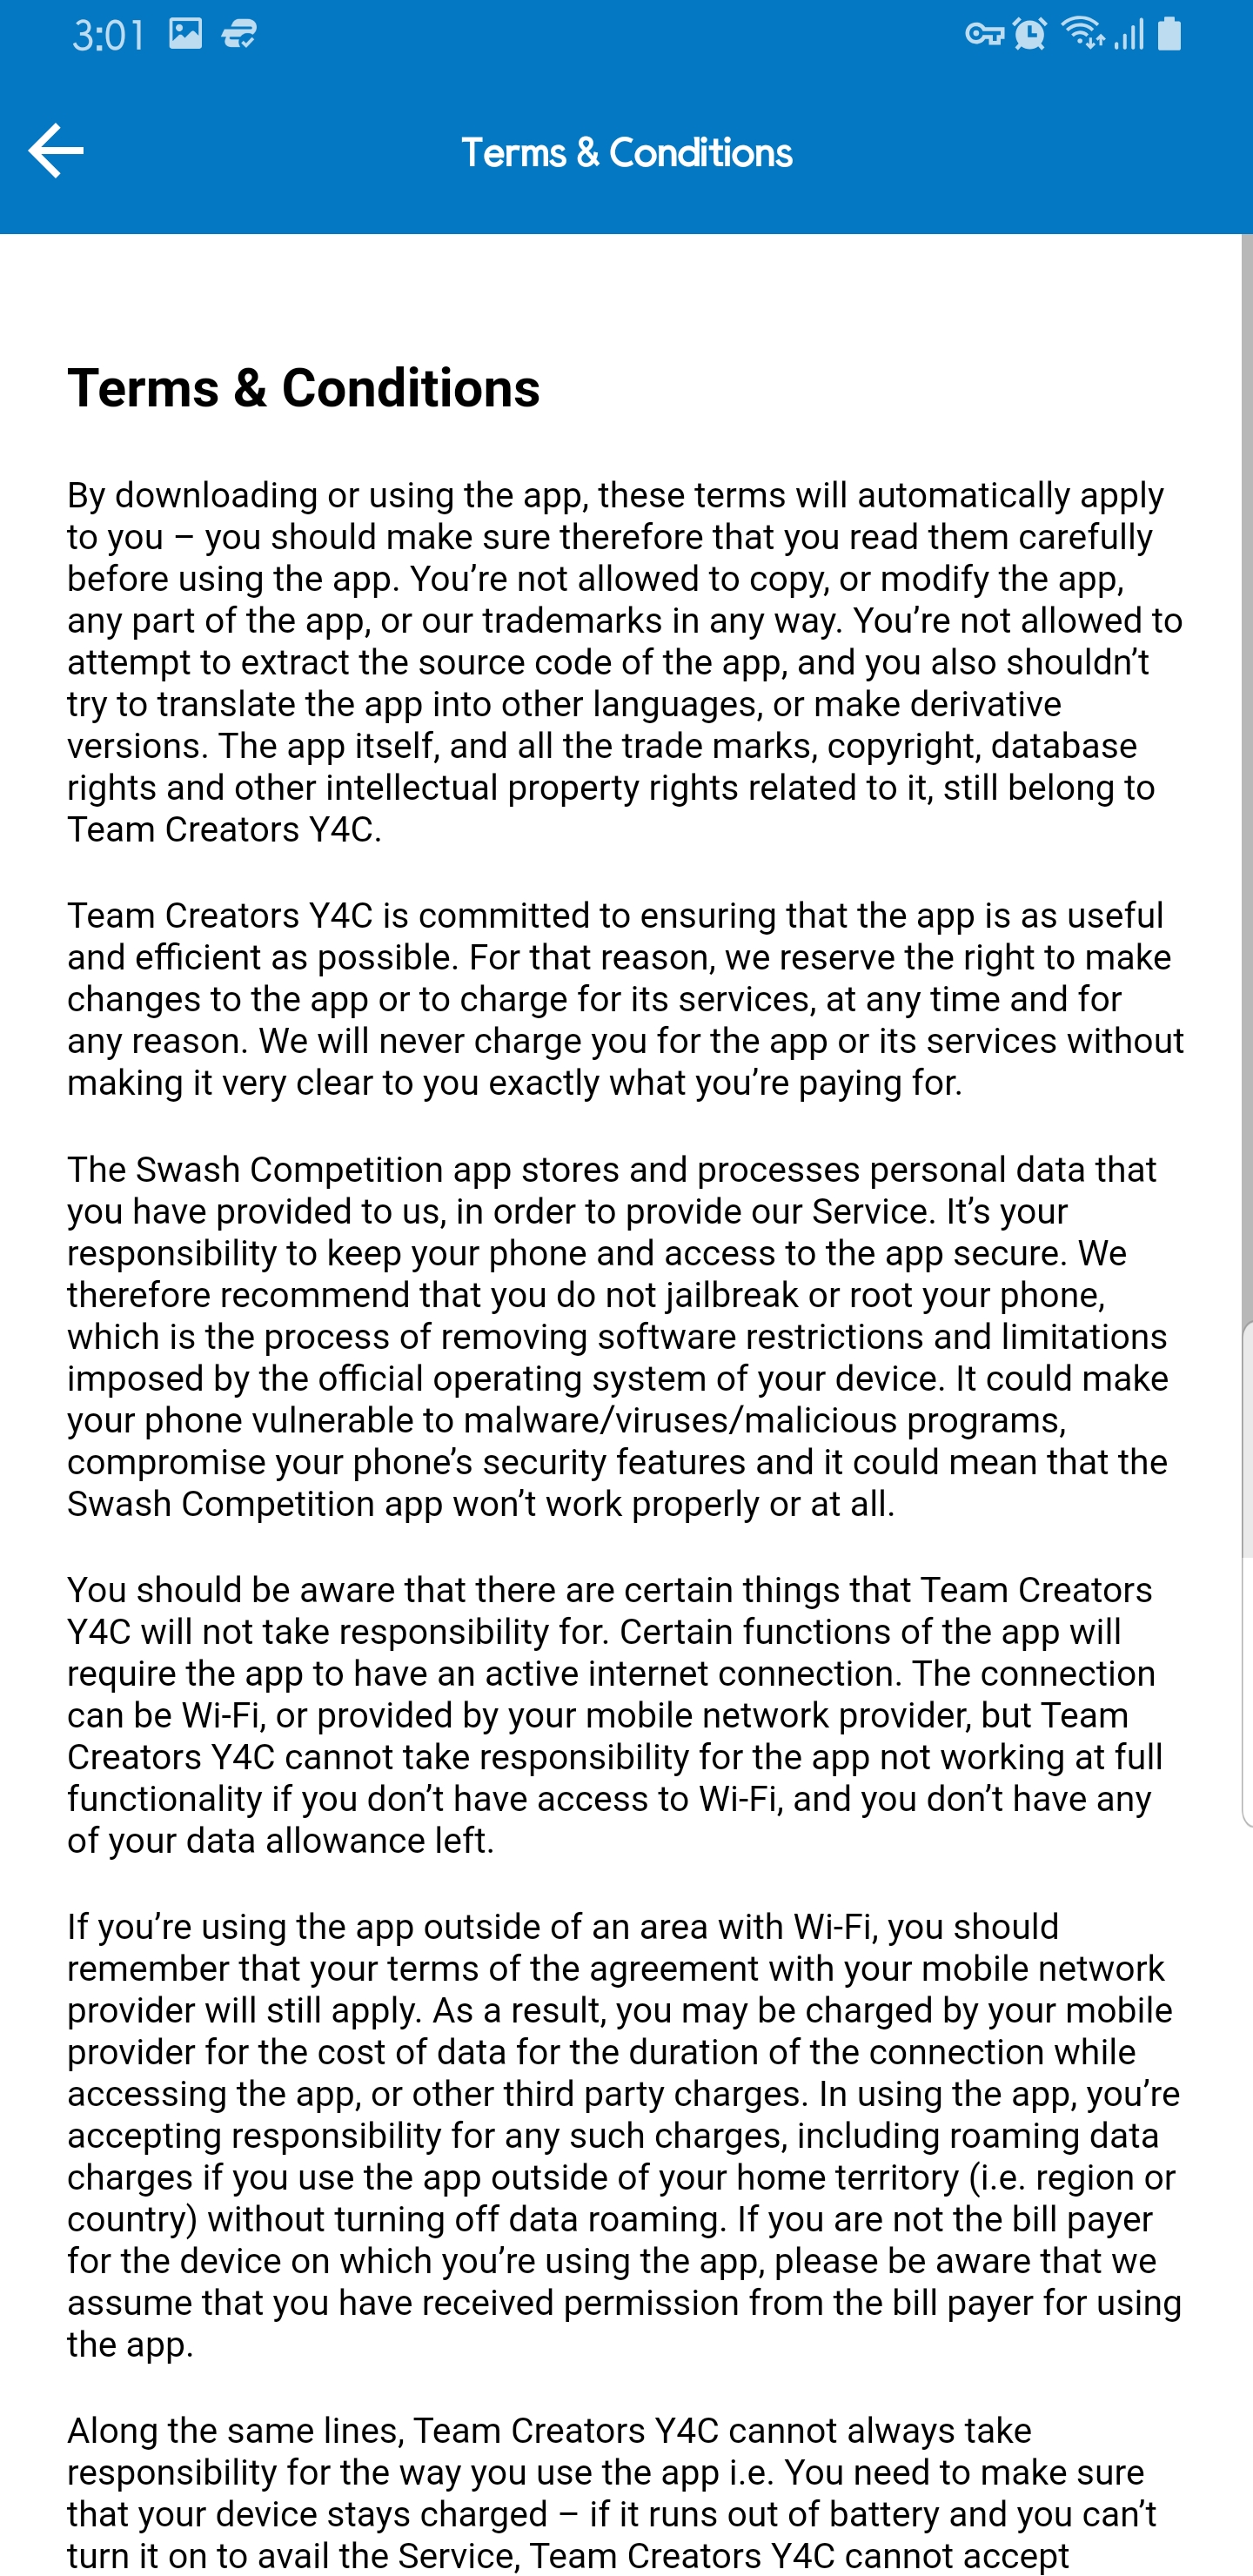 3:01
Terms & Conditions
Terms & Conditions
By downloading or using the app, these terms will automatically apply
to you – you should make sure therefore that you read them carefully
before using the app. You’re not allowed to copy, or modify the app,
any part of the app, or our trademarks in any way. You’re not allowed to
attempt to extract the source code of the app, and you also shouldn’t
try to translate the app into other languages, or make derivative
versions. The app itself, and all the trade marks, copyright, database
rights and other intellectual property rights related to it, still belong to
Team Creators Y4C.
Team Creators Y4C is committed to ensuring that the app is as useful
and efficient as possible. For that reason, we reserve the right to make
changes to the app or to charge for its services, at any time and for
any reason. We will never charge you for the app or its services without
making it very clear to you exactly what you’re paying for.
The Swash Competition app stores and processes personal data that
you have provided to us, in order to provide our Service. It’s your
responsibility to keep your phone and access to the app secure. We
therefore recommend that you do not jailbreak or root your phone,
which is the process of removing software restrictions and limitations
imposed by the official operating system of your device. It could make
your phone vulnerable to malware/viruses/malicious programs,
compromise your phone’s security features and it could mean that the
Swash Competition app won’t work properly or at all.
You should be aware that there are certain things that Team Creators
Y4C will not take responsibility for. Certain functions of the app will
require the app to have an active internet connection. The connection
can be Wi-Fi, or provided by your mobile network provider, but Team
Creators Y4C cannot take responsibility for the app not working at full
functionality if you don’t have access to Wi-Fi, and you don’t have any
of your data allowance left.
If you’re using the app outside of an area with Wi-Fi, you should
remember that your terms of the agreement with your mobile network
provider will still apply. As a result, you may be charged by your mobile
provider for the cost of data for the duration of the connection while
accessing the app, or other third party charges. In using the app, you’re
accepting responsibility for any such charges, including roaming data
charges if you use the app outside of your home territory (i.e. region or
country) without turning off data roaming. If you are not the bill payer
for the device on which you’re using the app, please be aware that we
assume that you have received permission from the bill payer for using
the app.
Along the same lines, Team Creators Y4C cannot always take
responsibility for the way you use the app i.e. You need to make sure
that your device stays charged – if it runs out of battery and you can’t
turn it on to avail the Service, Team Creators Y4C cannot accept